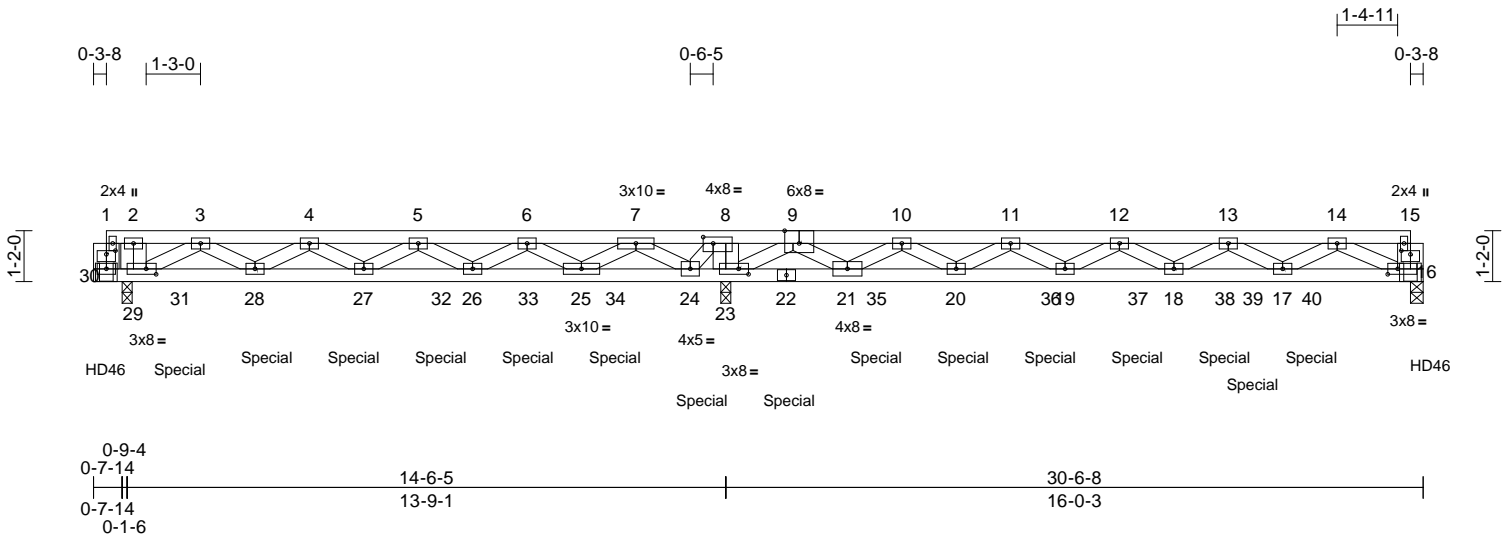 1-4-11
0-3-8 0-6-5 0-3-8
1-3-0
2x4 II 3x10 = 4x8 = 6x8 = 2x4 II
1 2 3 4 5 6 7 8 9 10 11 12 13 14 15
1-2-0 1-2-0
30 16
31 28 27 32 26 33 25 34 24 22 21 35 20 36 19 37 18 38 39 17 40
29 23
3x10 = 4x8 = 3x8 =
3x8 = 4x5 =
Special Special Special Special Special Special Special Special Special Special Special
HD46 Special 3x8 = HD46
Special
Special Special
0-9-4
0-7-14 14-6-5 30-6-8
0-7-14 13-9-1 16-0-3
0-1-6